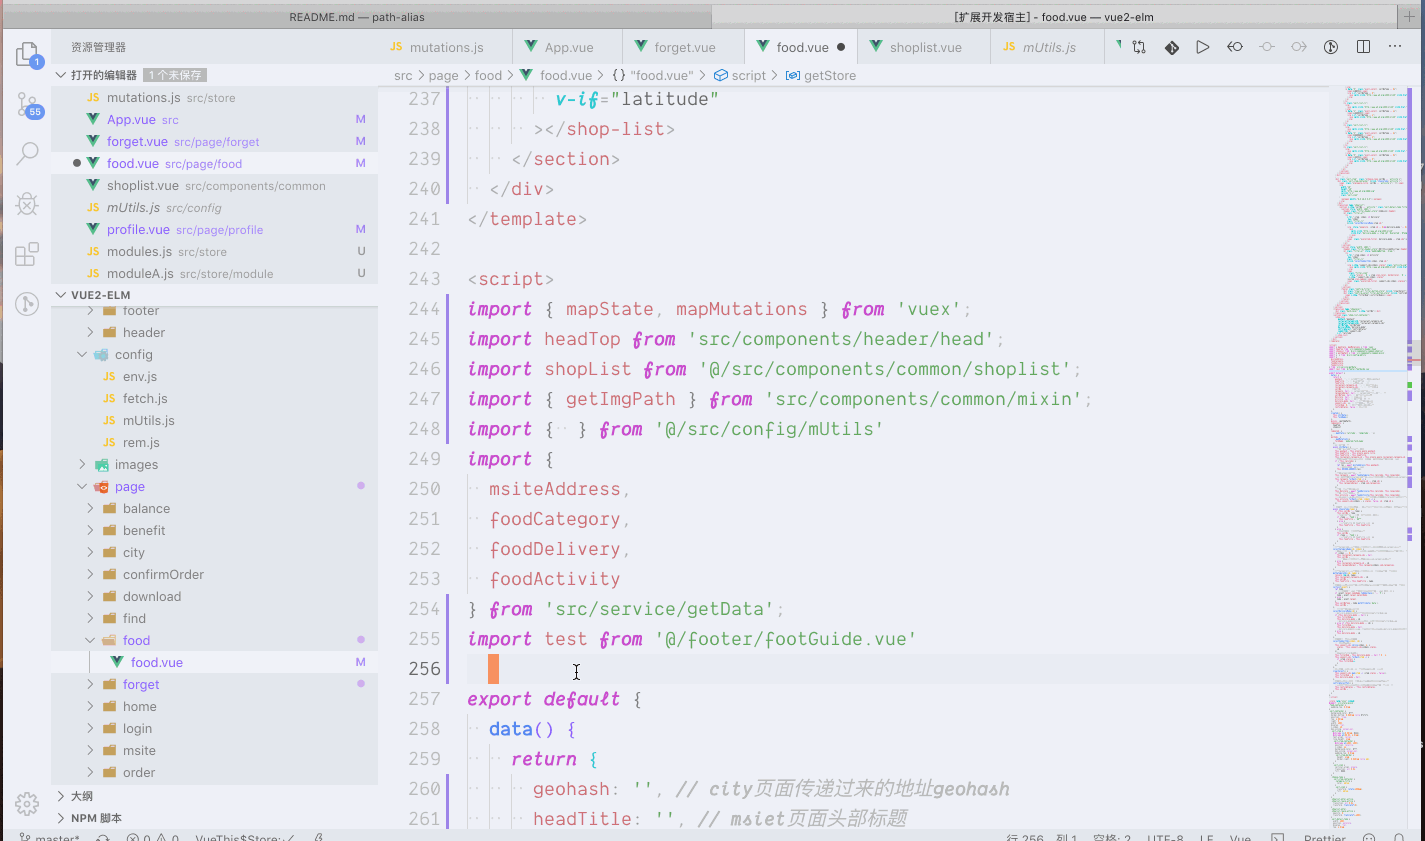 README.md — path-alias
[扩展开发宿主] - food.vue — vue2-elm
1
55
资源管理器
打开的编辑器 1 个未保存
JS mutations.js src/store
App.vue src M
forget.vue src/page/forget M
food.vue src/page/food M
shoplist.vue src/components/common
JS mUtils.js src/config
profile.vue src/page/profile M
JS modules.js src/store U
JS moduleA.js src/store/module U
VUE2-ELM
footer
header
config
JS env.js
JS fetch.js
JS mUtils.js
JS rem.js
images
page
balance
benefit
city
confirmOrder
download
find
food
food.vue M
forget
home
login
msite
order
大纲
NPM 脚本
JS mutations.js
App.vue
forget.vue
food.vue
shoplist.vue
JS mUtils.js
src > page > food > food.vue > {} "food.vue" > script > getStore
237 v-if="latitude"
238 ></shop-list>
239 </section>
240 </div>
241 </template>
242
243 <script>
244 import { mapState, mapMutations } from 'vuex';
245 import headTop from 'src/components/header/head';
246 import shopList from '@/src/components/common/shoplist';
247 import { getImgPath } from 'src/components/common/mixin';
248 import {  } from '@/src/config/mUtils'
249 import {
250 msiteAddress,
251 foodCategory,
252 foodDelivery,
253 foodActivity
254 } from 'src/service/getData';
255 import test from '@/footer/footGuide.vue'
256
257 export default {
258 data() {
259 return {
260 geohash: '', // city页面传递过来的地址geohash
261 headTitle: '', // msiet页面头部标题
master* 0 0 VueThis$Store: 行 256, 列 1 空格: 2 UTF-8 LF Vue Prettier